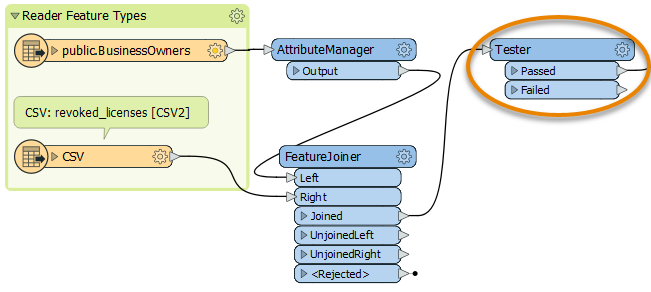 Reader Feature Types
public.BusinessOwners
CSV: revoked_licenses [CSV2]
CSV
AttributeManager
Output
FeatureJoiner
Left
Right
Joined
UnjoinedLeft
UnjoinedRight
<Rejected>
Tester
Passed
Failed